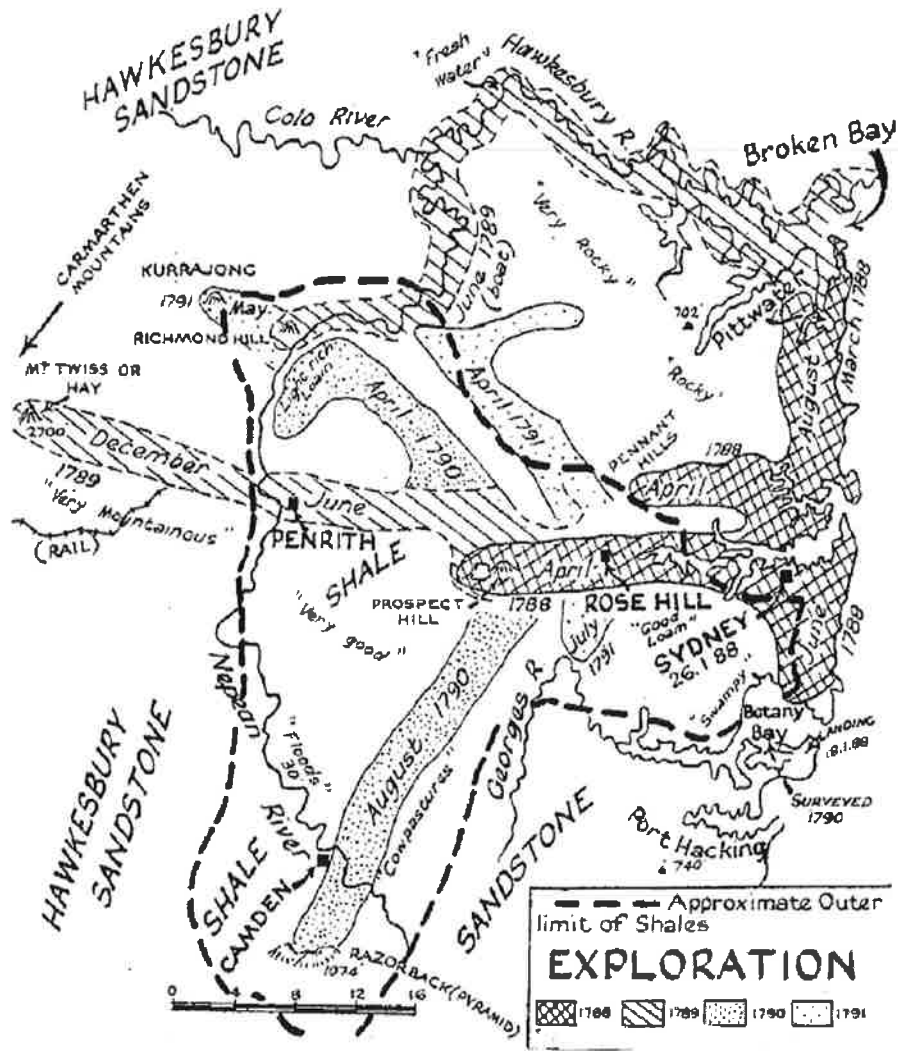 HAWKESBURY
SANDSTONE
Colo River
"Fresh
Water"
Hawkesbury R.
Broken Bay
CARMARTHEN
MOUNTAINS
KURRAJONG
1791
May
RICHMOND HILL
June 1789
(boat)
"Very Rocky"
702'
Pittwater
March 1788
August
MT TWISS OR
HAY
2700
Light rich
Loam
April
1790
April 1791
"Rocky"
PENNANT
HILLS
1788
April
December
1789
"Very Mountainous"
(RAIL)
June
PENRITH
SHALE
"Very good"
April
1788
PROSPECT
HILL
ROSE HILL
"Good
Loam"
July
1791
SYDNEY
26.1.88
June
1788
"Swampy"
Botany
Bay
LANDING
18.1.88
SURVEYED
1790
Port Hacking
740'
Nepean
River
"Floods
30'"
August
1790
"Cowpastures"
Georges R
SANDSTONE
HAWKESBURY
SANDSTONE
SHALE
CAMDEN
RAZORBACK (PYRAMID)
1074'
0 4 8 12 16
Approximate Outer
limit of Shales
EXPLORATION
1788 1789 1790 1791